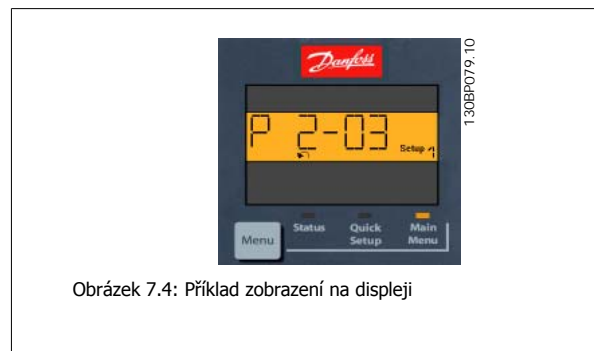 Danfoss
130BP079.10
P 2-03
Setup 1
Status
Quick Setup
Main Menu
Menu
Obrázek 7.4: Příklad zobrazení na displeji